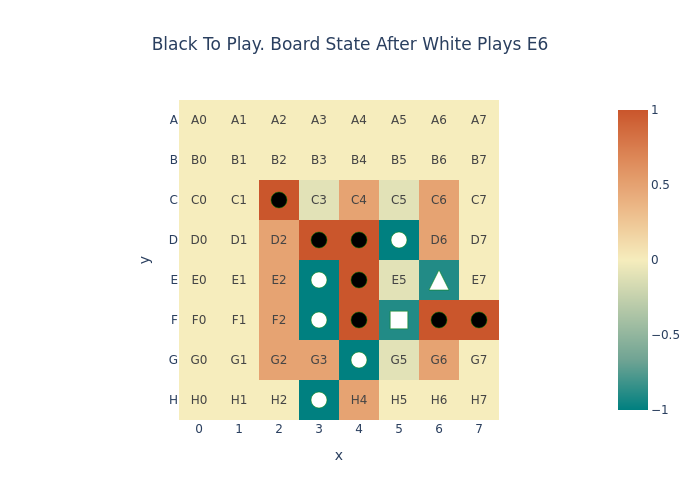 Black To Play. Board State After White Plays E6
A A0 A1 A2 A3 A4 A5 A6 A7
B B0 B1 B2 B3 B4 B5 B6 B7
C C0 C1 C3 C4 C5 C6 C7
D D0 D1 D2 D6 D7
E E0 E1 E2 E5 E7
F F0 F1 F2
G G0 G1 G2 G3 G5 G6 G7
H H0 H1 H2 H4 H5 H6 H7
0 1 2 3 4 5 6 7
x
y
1
0.5
0
−0.5
−1